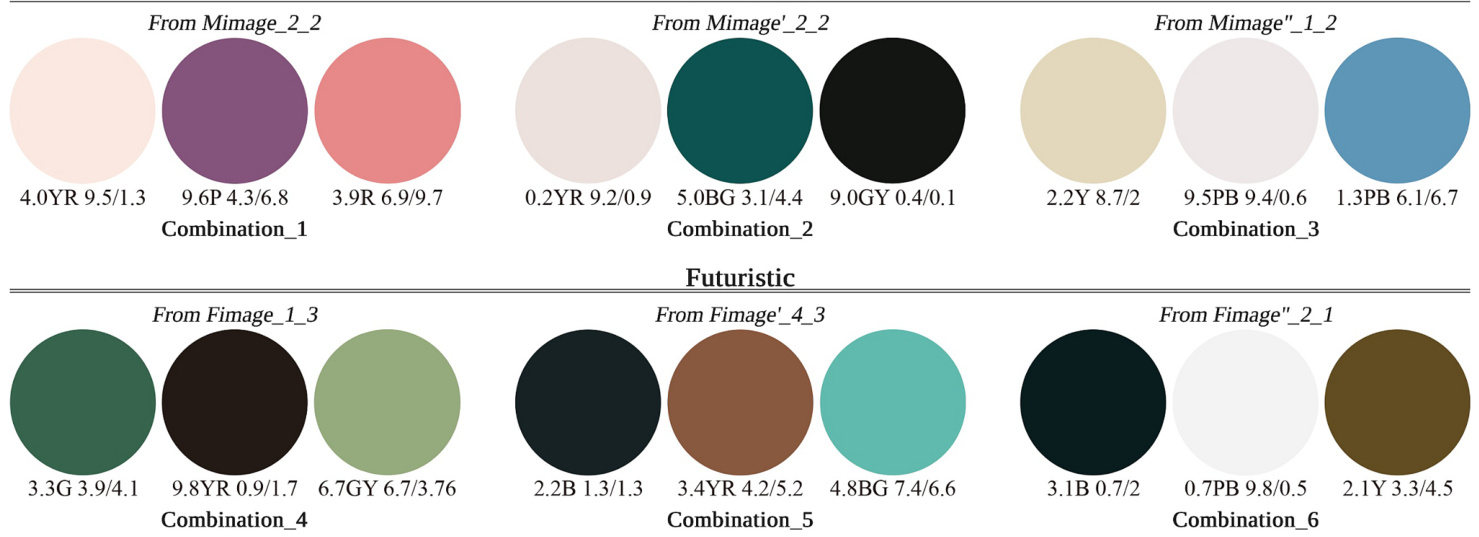 From Mimage_2_2 From Mimage'_2_2 From Mimage"_1_2
4.0YR 9.5/1.3 9.6P 4.3/6.8 3.9R 6.9/9.7 0.2YR 9.2/0.9 5.0BG 3.1/4.4 9.0GY 0.4/0.1 2.2Y 8.7/2 9.5PB 9.4/0.6 1.3PB 6.1/6.7
Combination_1 Combination_2 Combination_3
Futuristic
From Fimage_1_3 From Fimage'_4_3 From Fimage"_2_1
3.3G 3.9/4.1 9.8YR 0.9/1.7 6.7GY 6.7/3.76 2.2B 1.3/1.3 3.4YR 4.2/5.2 4.8BG 7.4/6.6 3.1B 0.7/2 0.7PB 9.8/0.5 2.1Y 3.3/4.5
Combination_4 Combination_5 Combination_6